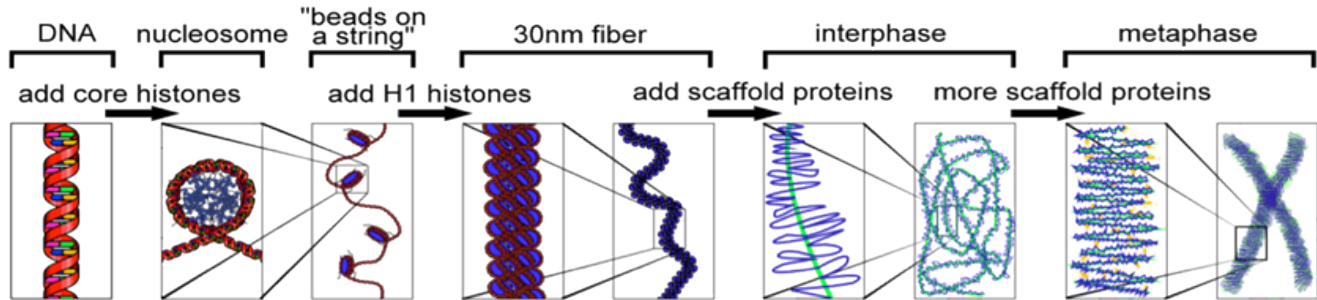 DNA
nucleosome
"beads on
a string"
30nm fiber
interphase
metaphase
add core histones
add H1 histones
add scaffold proteins
more scaffold proteins